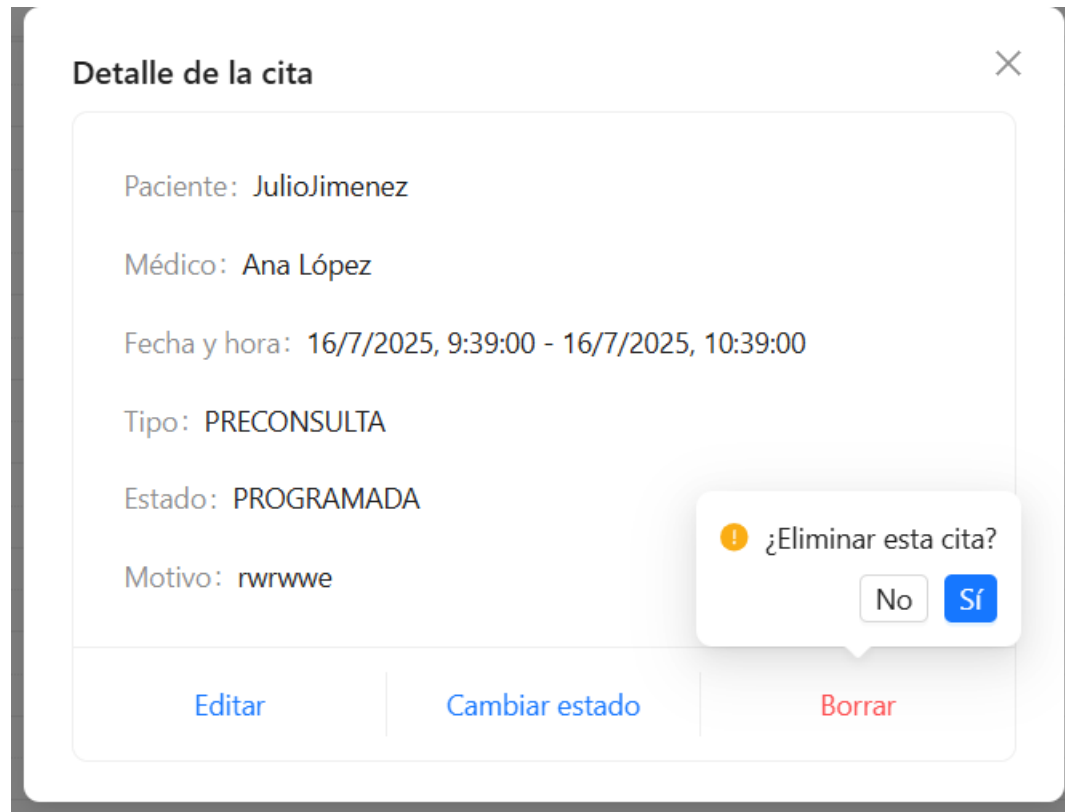 Detalle de la cita
Paciente: JulioJimenez
Médico: Ana López
Fecha y hora: 16/7/2025, 9:39:00 - 16/7/2025, 10:39:00
Tipo: PRECONSULTA
Estado: PROGRAMADA
Motivo: rwrwwe
¿Eliminar esta cita?
No Sí
Editar Cambiar estado Borrar